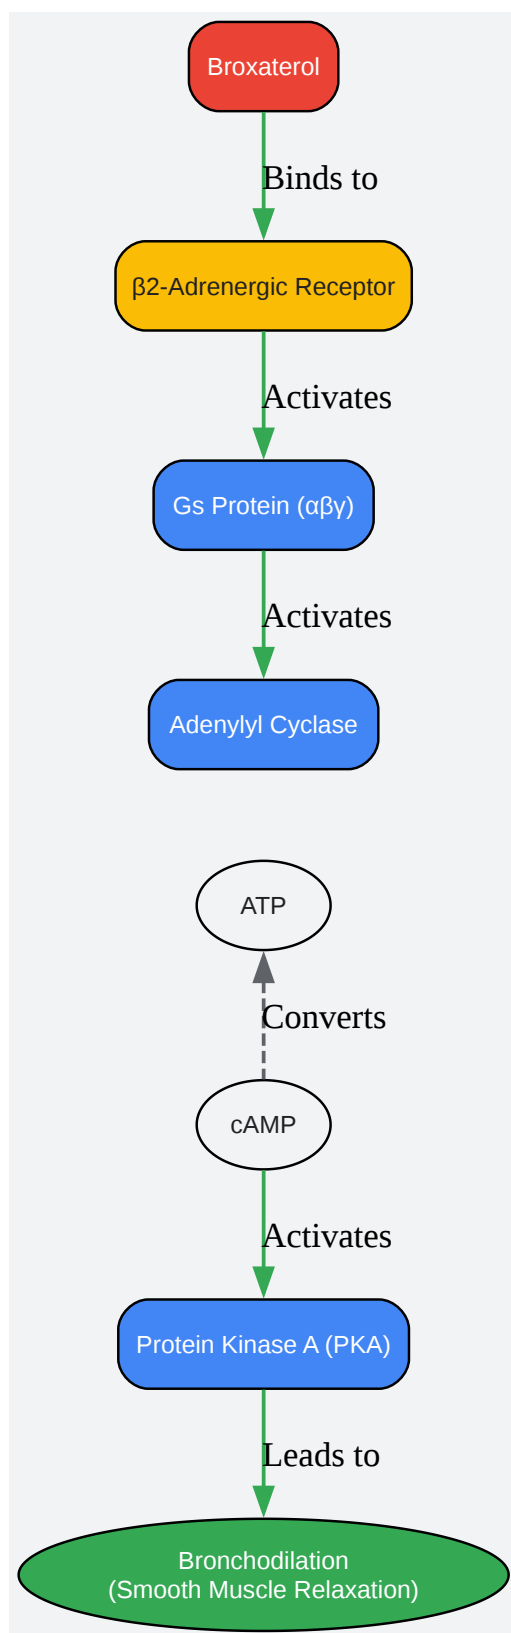 Broxaterol
Binds to
β2-Adrenergic Receptor
Activates
Gs Protein (αβγ)
Activates
Adenylyl Cyclase
ATP
Converts
cAMP
Activates
Protein Kinase A (PKA)
Leads to
Bronchodilation
(Smooth Muscle Relaxation)